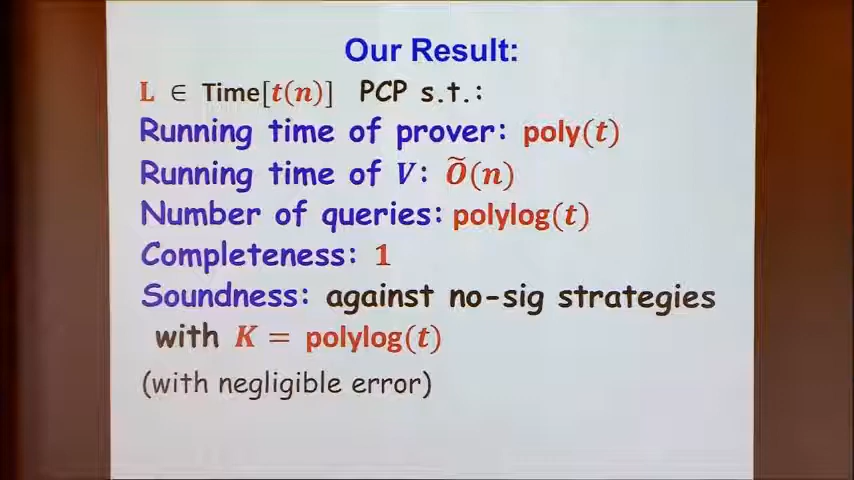 Our Result:
L ∈ Time[t(n)] PCP s.t.:
Running time of prover: poly(t)
Running time of V: Õ(n)
Number of queries: polylog(t)
Completeness: 1
Soundness: against no-sig strategies
with K = polylog(t)
(with negligible error)